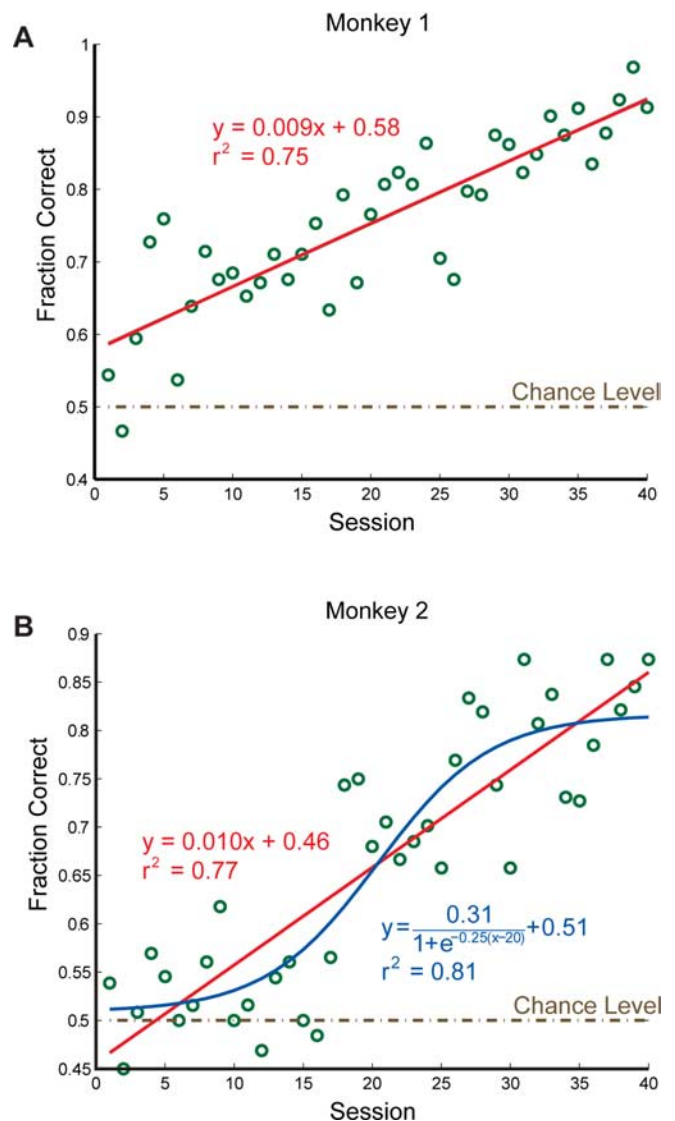 A
Monkey 1
1
0.9
0.8
0.7
0.6
0.5
0.4
Fraction Correct
y = 0.009x + 0.58
r² = 0.75
Chance Level
0 5 10 15 20 25 30 35 40
Session
B
Monkey 2
0.9
0.85
0.8
0.75
0.7
0.65
0.6
0.55
0.5
0.45
Fraction Correct
y = 0.010x + 0.46
r² = 0.77
0.31
y= +0.51
1+e^-0.25(x-20)
r² = 0.81
Chance Level
0 5 10 15 20 25 30 35 40
Session